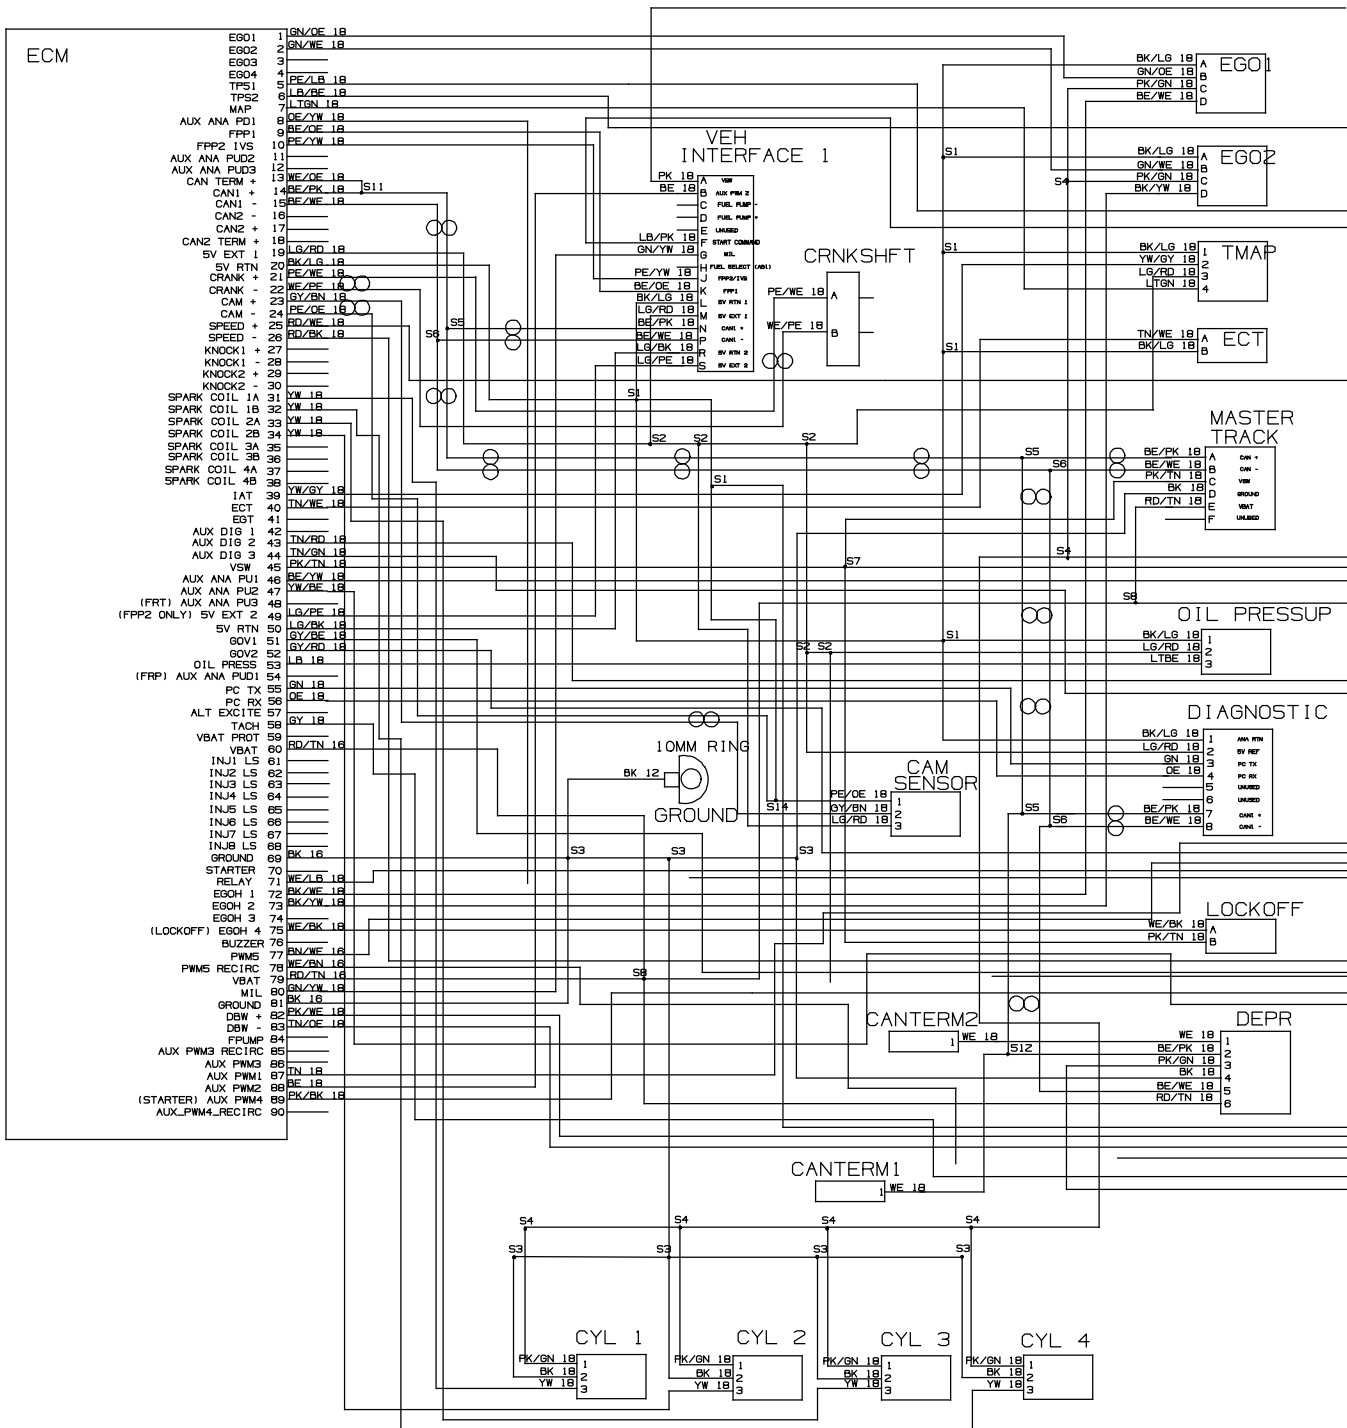 ECM
EGO1 1 GN/OE 18
EGO2 2 GN/WE 18
EGO3 3
EGO4 4
TPS1 5 PE/LB 18
TPS2 6 LB/BE 18
MAP 7 LTGN 18
AUX ANA PD1 8 OE/YW 18
FPP1 9 BE/OE 18
FPP2 IVS 10 PE/YW 18
AUX ANA PUD2 11
AUX ANA PUD3 12
CAN TERM + 13 WE/OE 18
CAN1 + 14 BE/PK 18
CAN1 - 15 BE/WE 18
CAN2 - 16
CAN2 + 17
CAN2 TERM + 18
5V EXT 1 19 LG/RD 18
5V RTN 20 BK/LG 18
CRANK + 21 PE/WE 18
CRANK - 22 WE/PE 18
CAM + 23 GY/BN 18
CAM - 24 PE/OE 18
SPEED + 25 RD/WE 18
SPEED - 26 RD/BK 18
KNOCK1 + 27
KNOCK1 - 28
KNOCK2 + 29
KNOCK2 - 30
SPARK COIL 1A 31 YW 18
SPARK COIL 1B 32 YW 18
SPARK COIL 2A 33 YW 18
SPARK COIL 2B 34 YW 18
SPARK COIL 3A 35
SPARK COIL 3B 36
SPARK COIL 4A 37
SPARK COIL 4B 38
IAT 39 YW/GY 18
ECT 40 TN/WE 18
EGT 41
AUX DIG 1 42
AUX DIG 2 43 TN/RD 18
AUX DIG 3 44 TN/GN 18
VSW 45 PK/TN 18
AUX ANA PU1 46 BE/YW 18
AUX ANA PU2 47 YW/BE 18
(FRT) AUX ANA PU3 48
(FPP2 ONLY) 5V EXT 2 49 LG/PE 18
5V RTN 50 LG/BK 18
GOV1 51 GY/BE 18
GOV2 52 GY/RD 18
OIL PRESS 53 LB 18
(FRP) AUX ANA PUD1 54
PC TX 55 GN 18
PC RX 56 OE 18
ALT EXCITE 57
TACH 58 GY 18
VBAT PROT 59
VBAT 60 RD/TN 16
INJ1 LS 61
INJ2 LS 62
INJ3 LS 63
INJ4 LS 64
INJ5 LS 65
INJ6 LS 66
INJ7 LS 67
INJ8 LS 68
GROUND 69 BK 16
STARTER 70
RELAY 71 WE/LB 18
EGOH 1 72 BK/WE 18
EGOH 2 73 BK/YW 18
EGOH 3 74
(LOCKOFF) EGOH 4 75 WE/BK 18
BUZZER 76
PWM5 77 BN/WE 16
PWM5 RECIRC 78 WE/BN 16
VBAT 79 RD/TN 16
MIL 80 GN/YW 18
GROUND 81 BK 16
DBW + 82 PK/WE 18
DBW - 83 TN/OE 18
FPUMP 84
AUX PWM3 RECIRC 85
AUX PWM3 86
AUX PWM1 87 TN 18
AUX PWM2 88 BE 18
(STARTER) AUX PWM4 89 PK/BK 18
AUX_PWM4_RECIRC 90
S11
S5
S6
VEH
INTERFACE 1
PK 18 A VSW
BE 18 B AUX PWM 2
C FUEL PUMP -
D FUEL PUMP +
E UNUSED
LB/PK 18 F START COMMAND
GN/YW 18 G MIL
H FUEL SELECT (AD1)
PE/YW 18 J FPP2/IVS
BE/OE 18 K FPP1
BK/LG 18 L 5V RTN 1
LG/RD 18 M 5V EXT 1
BE/PK 18 N CAN1 +
BE/WE 18 P CAN1 -
LG/BK 18 R 5V RTN 2
LG/PE 18 S 5V EXT 2
CRNKSHFT
PE/WE 18 A
WE/PE 18 B
S1
S2 S2 S2
S1
S5
S6
S7
S4
S8
S2 S2
EGO1
BK/LG 18 A
GN/OE 18 B
PK/GN 18 C
BE/WE 18 D
S1
S4
EGO2
BK/LG 18 A
GN/WE 18 B
PK/GN 18 C
BK/YW 18 D
S1
TMAP
BK/LG 18 1
YW/GY 18 2
LG/RD 18 3
LTGN 18 4
S1
ECT
TN/WE 18 A
BK/LG 18 B
MASTER
TRACK
BE/PK 18 A CAN +
BE/WE 18 B CAN -
PK/TN 18 C VSW
BK 18 D GROUND
RD/TN 18 E VBAT
F UNUSED
S1
OIL PRESSUP
BK/LG 18 1
LG/RD 18 2
LTBE 18 3
DIAGNOSTIC
BK/LG 18 1 ANA RTN
LG/RD 18 2 5V REF
GN 18 3 PC TX
OE 18 4 PC RX
5 UNUSED
6 UNUSED
BE/PK 18 7 CAN1 +
BE/WE 18 8 CAN1 -
S5
S6
10MM RING
BK 12
GROUND
CAM
SENSOR
PE/OE 18 1
GY/BN 18 2
LG/RD 18 3
S14
S3 S3 S3
S8
LOCKOFF
WE/BK 18 A
PK/TN 18 B
CANTERM2
1 WE 18
S12
DEPR
WE 18 1
BE/PK 18 2
PK/GN 18 3
BK 18 4
BE/WE 18 5
RD/TN 18 6
CANTERM1
1 WE 18
S4 S4 S4 S4
S3 S3 S3 S3
CYL 1
PK/GN 18 1
BK 18 2
YW 18 3
CYL 2
PK/GN 18 1
BK 18 2
YW 18 3
CYL 3
PK/GN 18 1
BK 18 2
YW 18 3
CYL 4
PK/GN 18 1
BK 18 2
YW 18 3